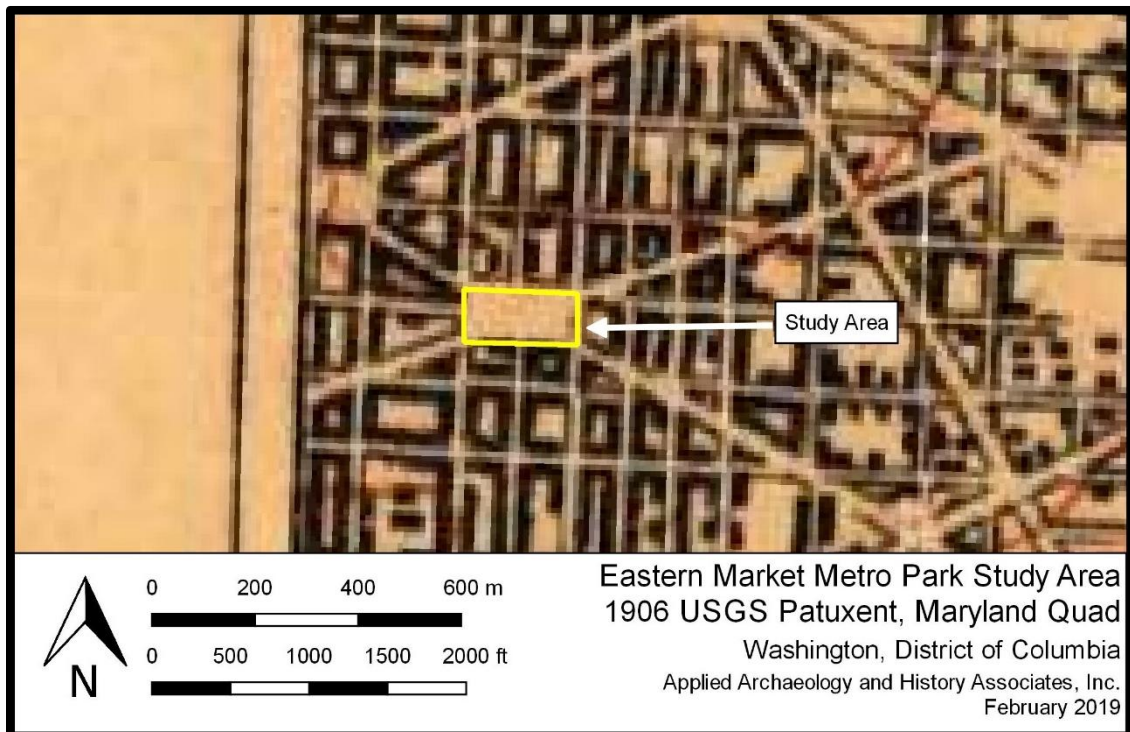 Study Area
0 200 400 600 m
0 500 1000 1500 2000 ft
N
Eastern Market Metro Park Study Area
1906 USGS Patuxent, Maryland Quad
Washington, District of Columbia
Applied Archaeology and History Associates, Inc.
February 2019